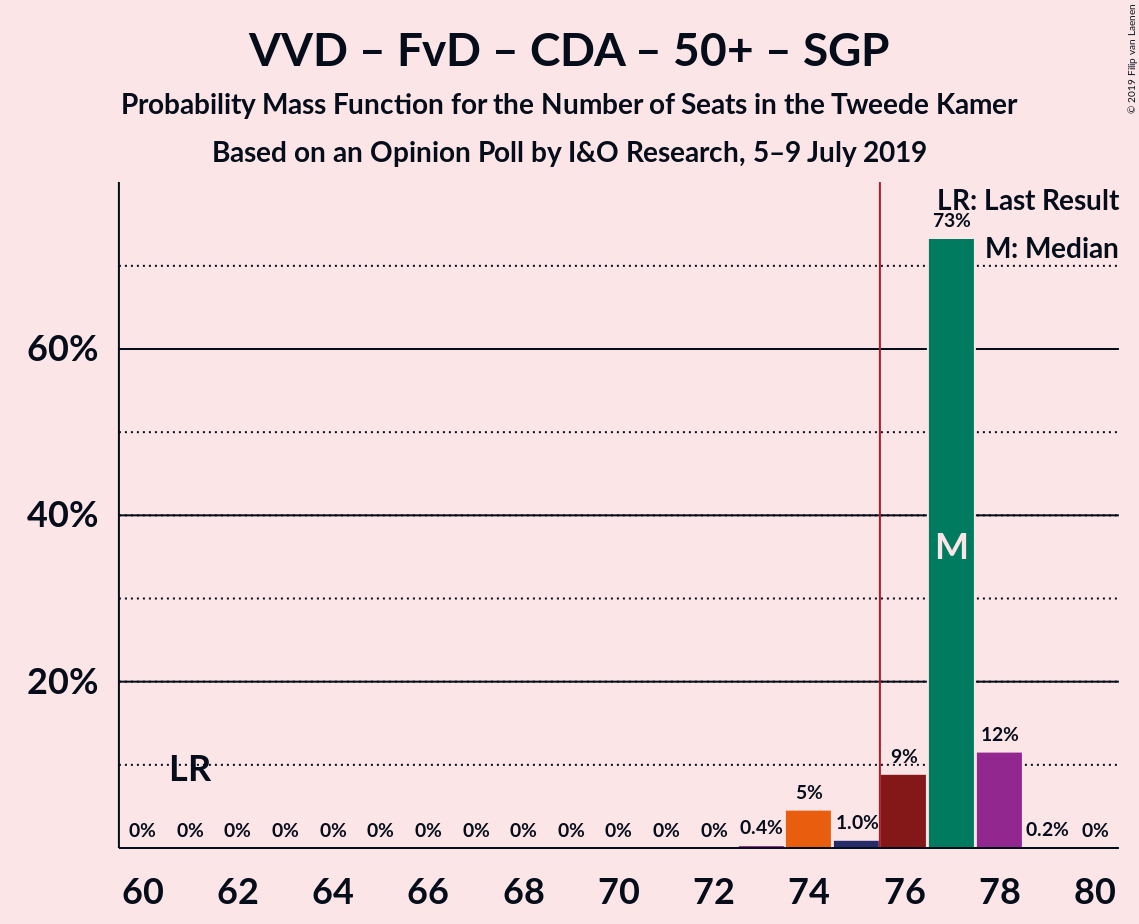 VVD – FvD – CDA – 50+ – SGP
Probability Mass Function for the Number of Seats in the Tweede Kamer
Based on an Opinion Poll by I&O Research, 5–9 July 2019
© 2019 Filip van Laenen
LR: Last Result
73%
M: Median
60%
40%
M
20%
12%
9%
LR
5%
0% 0% 0% 0% 0% 0% 0% 0% 0% 0% 0% 0% 0% 0.4% 1.0% 0.2% 0%
60 62 64 66 68 70 72 74 76 78 80